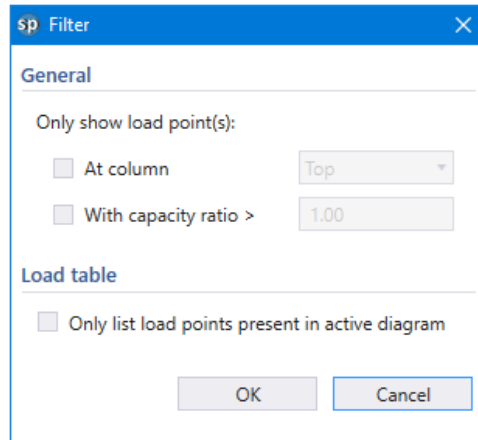 sp Filter
General
Only show load point(s):
At column Top
With capacity ratio > 1.00
Load table
Only list load points present in active diagram
OK Cancel